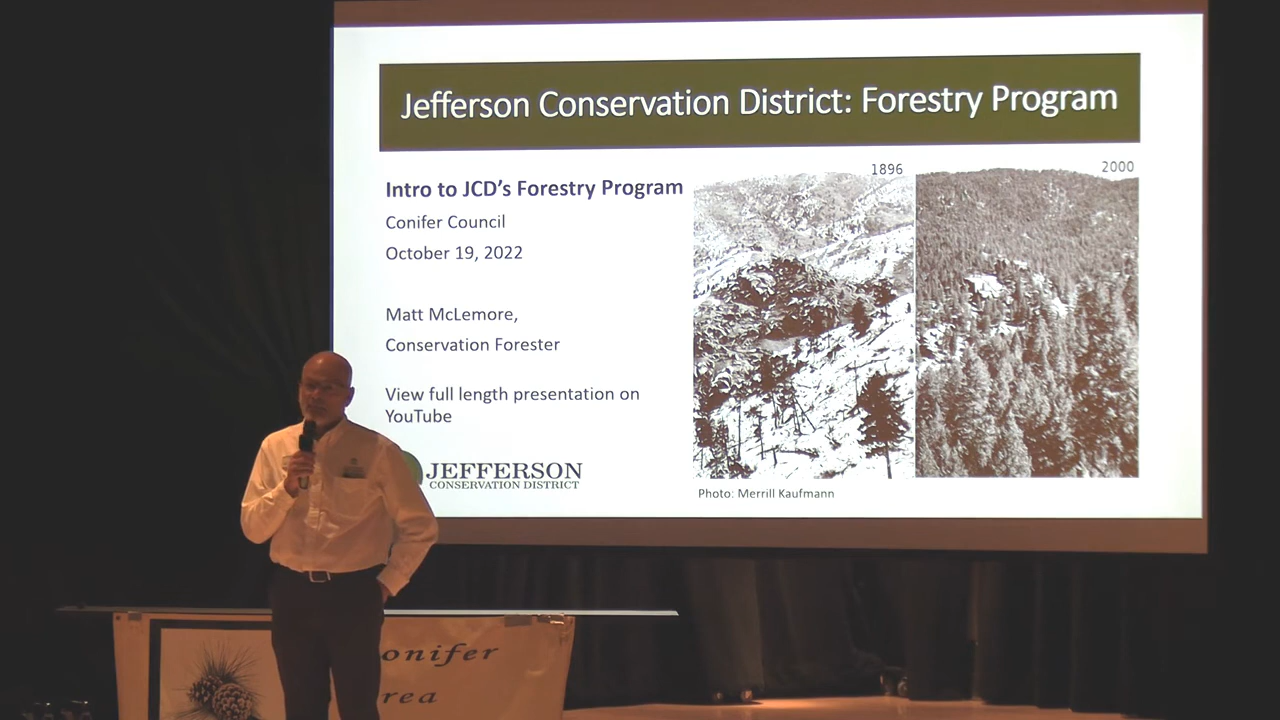 Jefferson Conservation District: Forestry Program
Intro to JCD's Forestry Program
Conifer Council
October 19, 2022
Matt McLemore,
Conservation Forester
View full length presentation on
YouTube
JEFFERSON
CONSERVATION DISTRICT
1896
2000
Photo: Merrill Kaufmann
onifer
rea